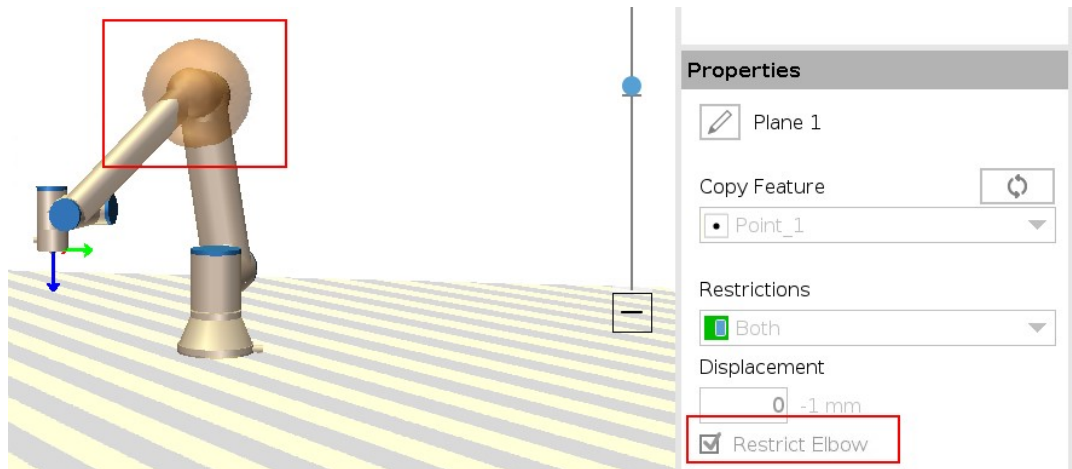 Properties
Plane 1
Copy Feature
Point_1
Restrictions
Both
Displacement
0 -1 mm
Restrict Elbow